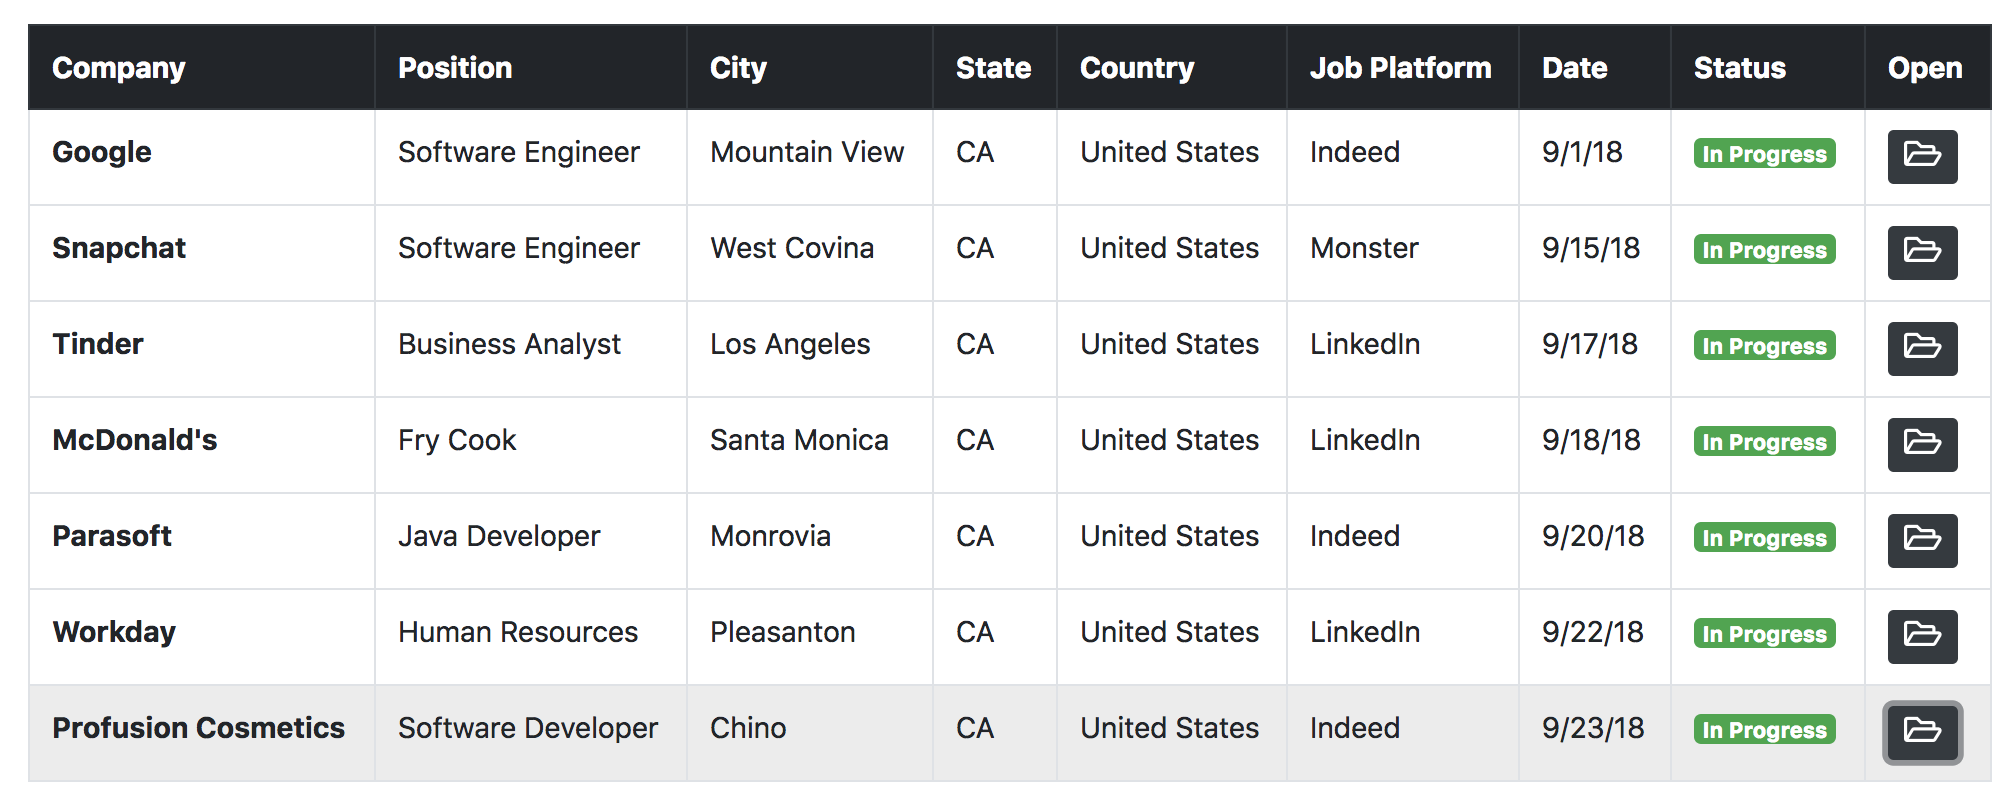 Company Position City State Country Job Platform Date Status Open
Google Software Engineer Mountain View CA United States Indeed 9/1/18 In Progress
Snapchat Software Engineer West Covina CA United States Monster 9/15/18 In Progress
Tinder Business Analyst Los Angeles CA United States LinkedIn 9/17/18 In Progress
McDonald's Fry Cook Santa Monica CA United States LinkedIn 9/18/18 In Progress
Parasoft Java Developer Monrovia CA United States Indeed 9/20/18 In Progress
Workday Human Resources Pleasanton CA United States LinkedIn 9/22/18 In Progress
Profusion Cosmetics Software Developer Chino CA United States Indeed 9/23/18 In Progress